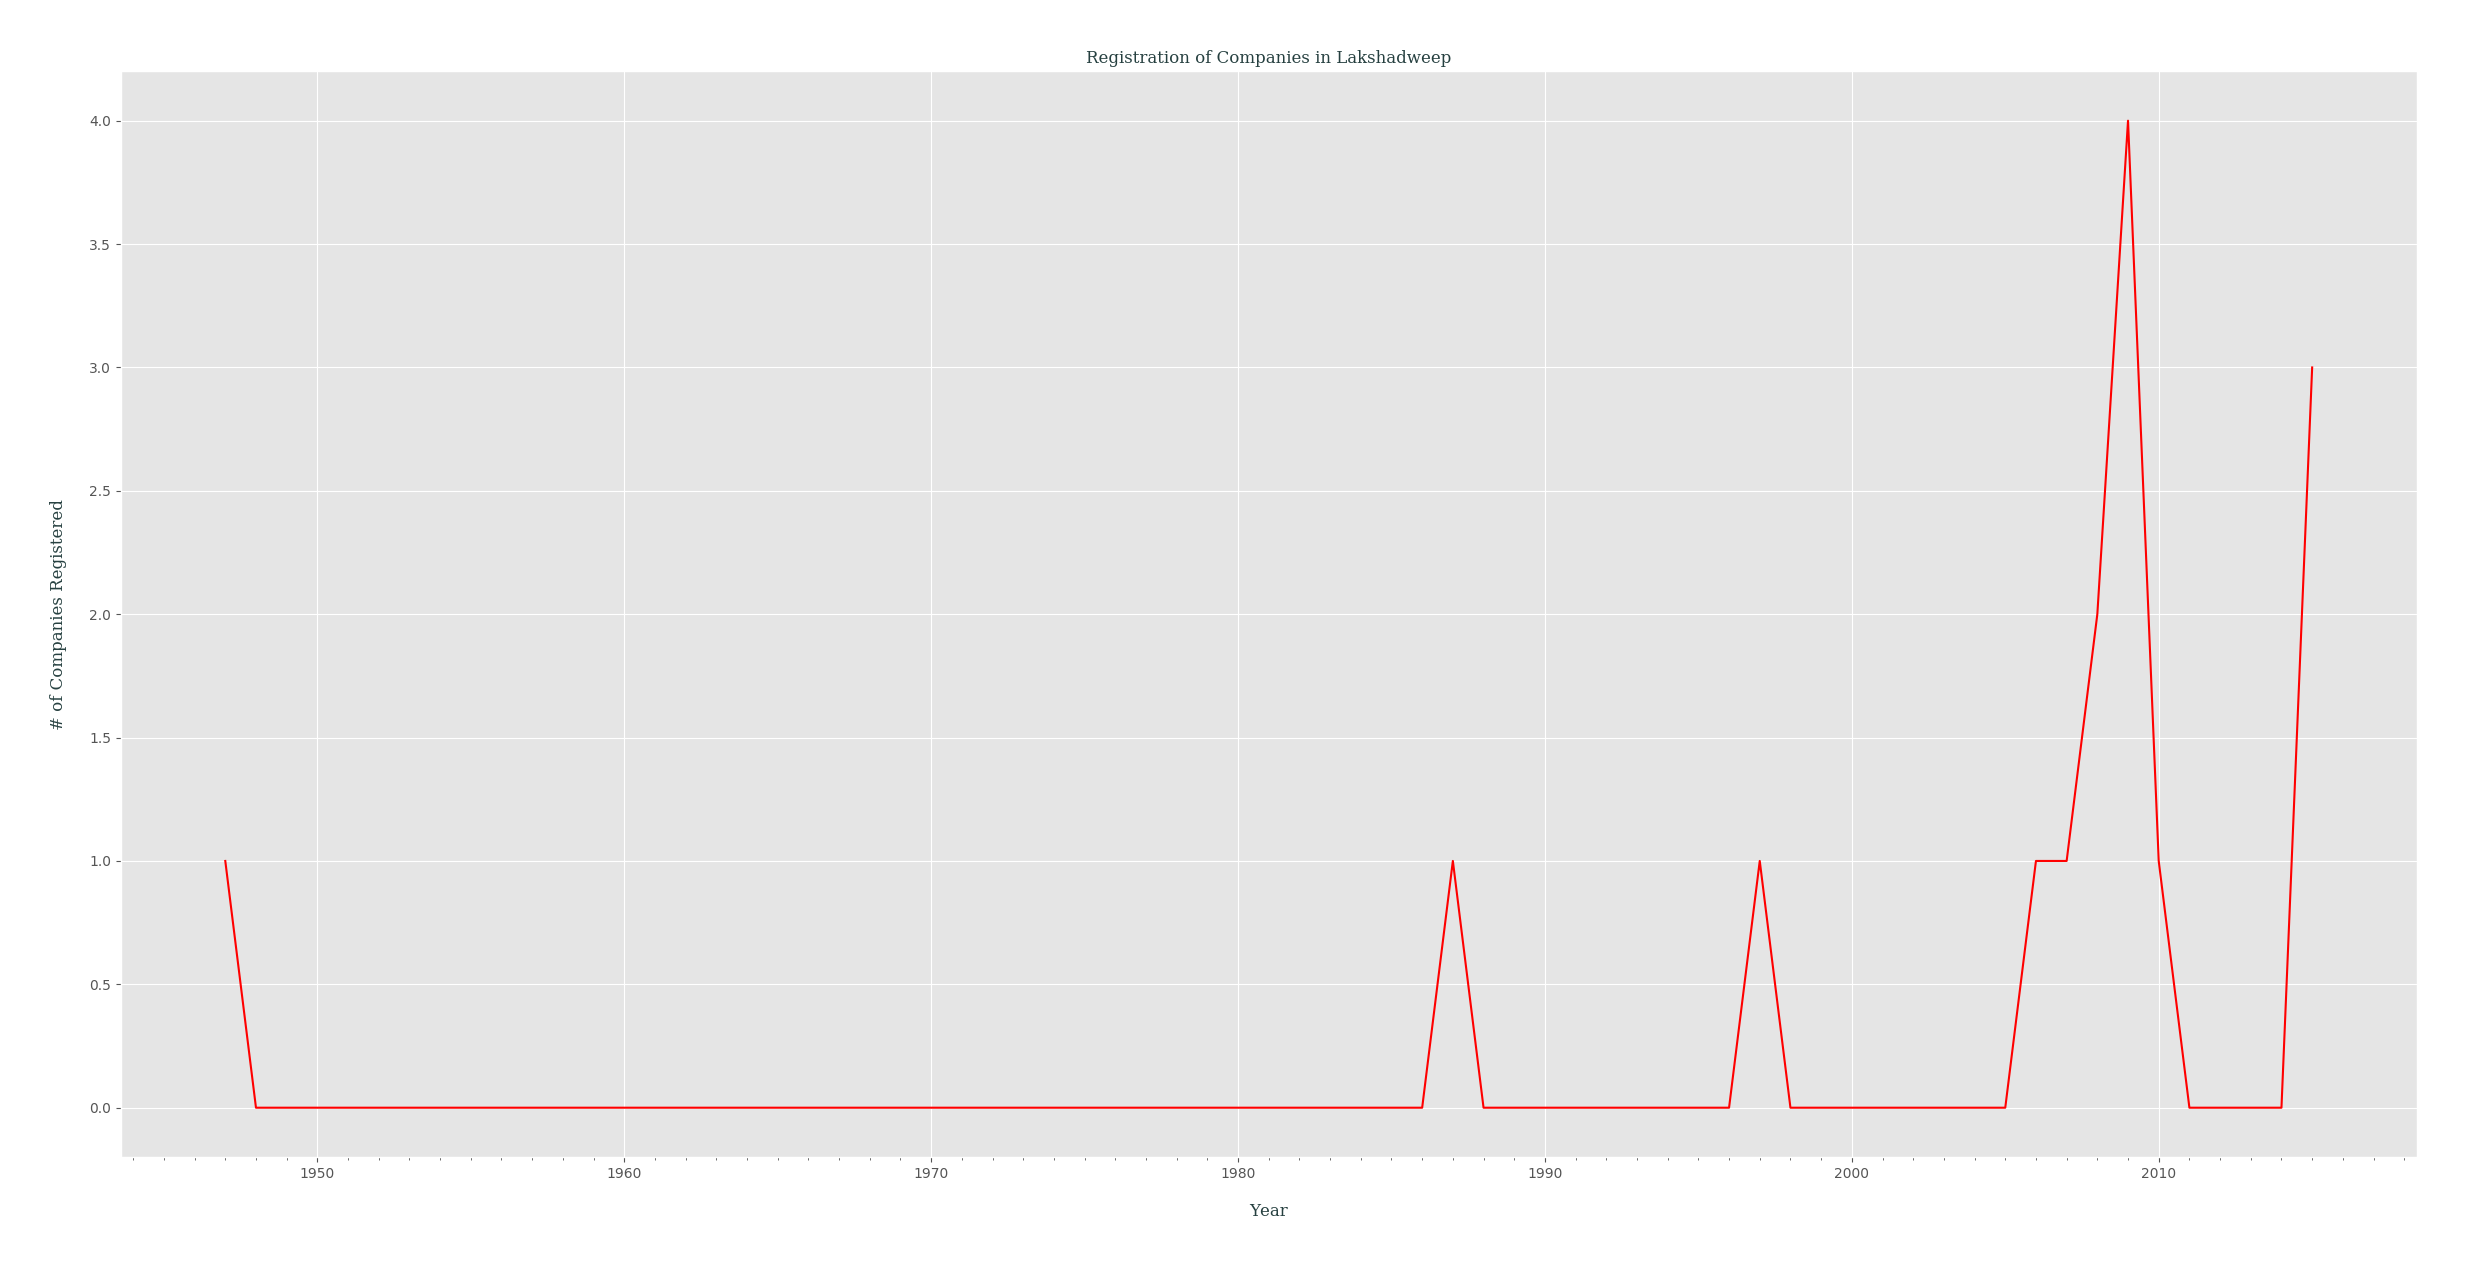 Registration of Companies in Lakshadweep
4.0
3.5
3.0
2.5
2.0
1.5
1.0
0.5
0.0
# of Companies Registered
1950 1960 1970 1980 1990 2000 2010
Year